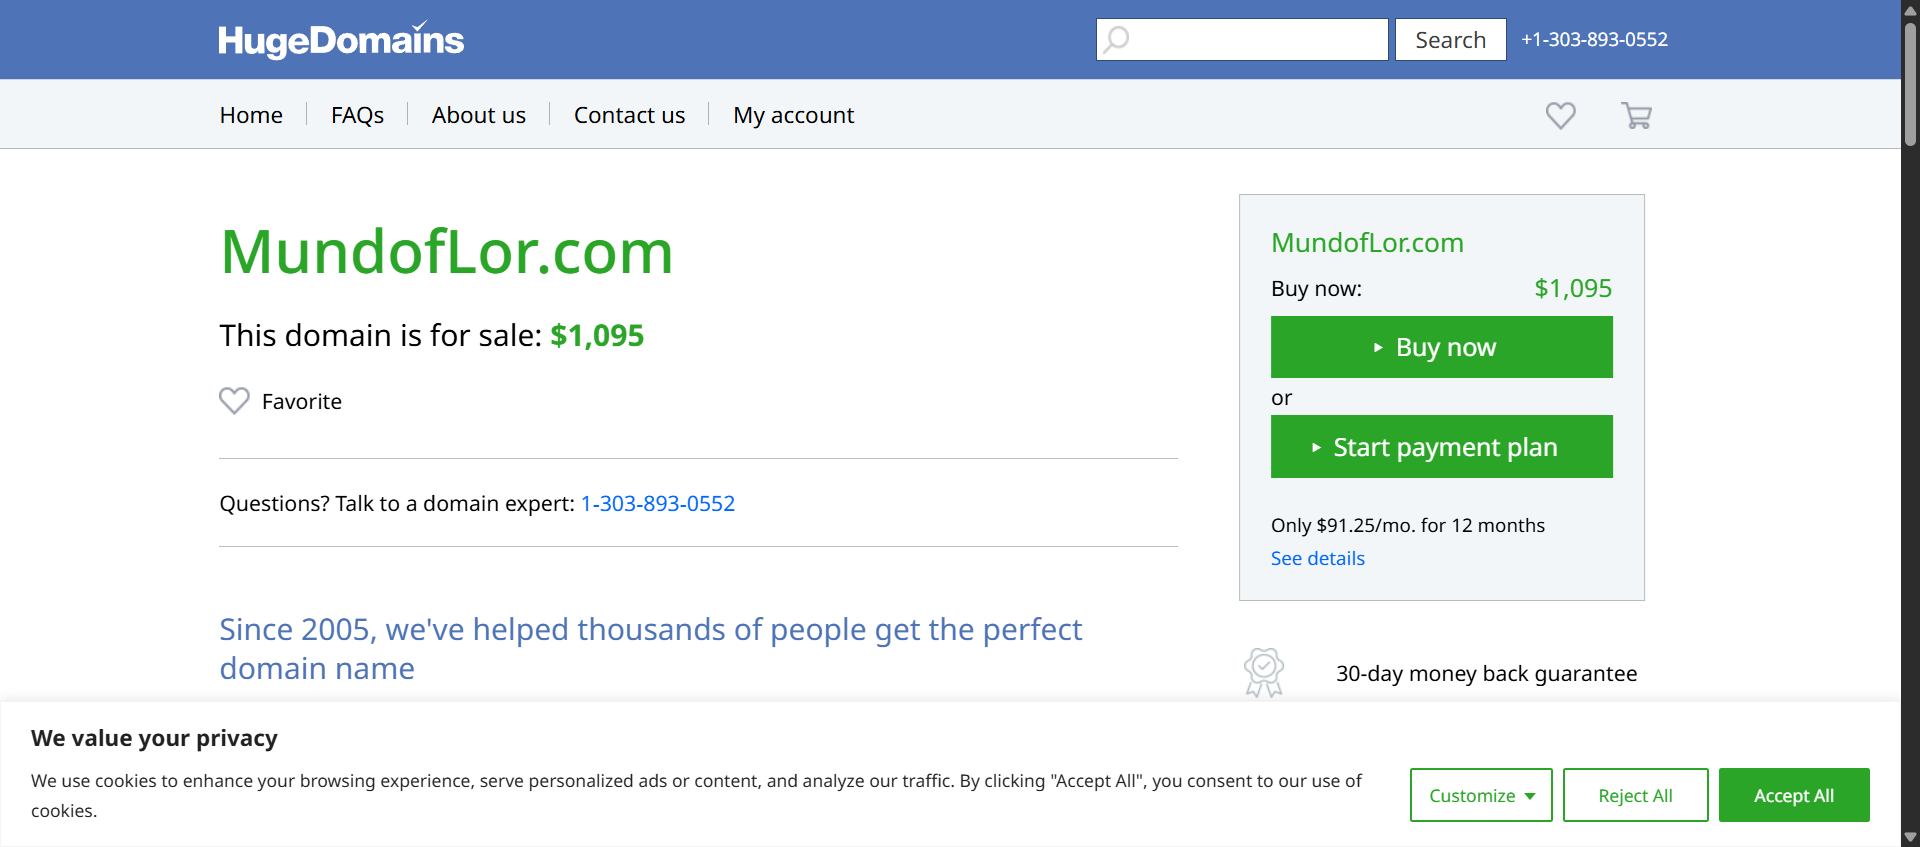 HugeDomains
Search
+1-303-893-0552
Home
FAQs
About us
Contact us
My account
MundofLor.com
This domain is for sale: $1,095
Favorite
Questions? Talk to a domain expert: 1-303-893-0552
Since 2005, we've helped thousands of people get the perfect
domain name
MundofLor.com
Buy now:
$1,095
Buy now
or
Start payment plan
Only $91.25/mo. for 12 months
See details
30-day money back guarantee
We value your privacy
We use cookies to enhance your browsing experience, serve personalized ads or content, and analyze our traffic. By clicking "Accept All", you consent to our use of
cookies.
Customize
Reject All
Accept All